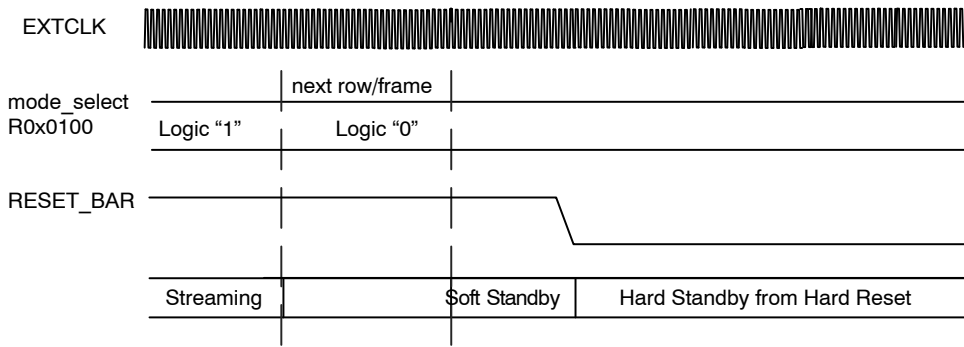 EXTCLK
next row/frame
mode_select
R0x0100
Logic “1”
Logic “0”
RESET_BAR
Streaming
Soft Standby
Hard Standby from Hard Reset